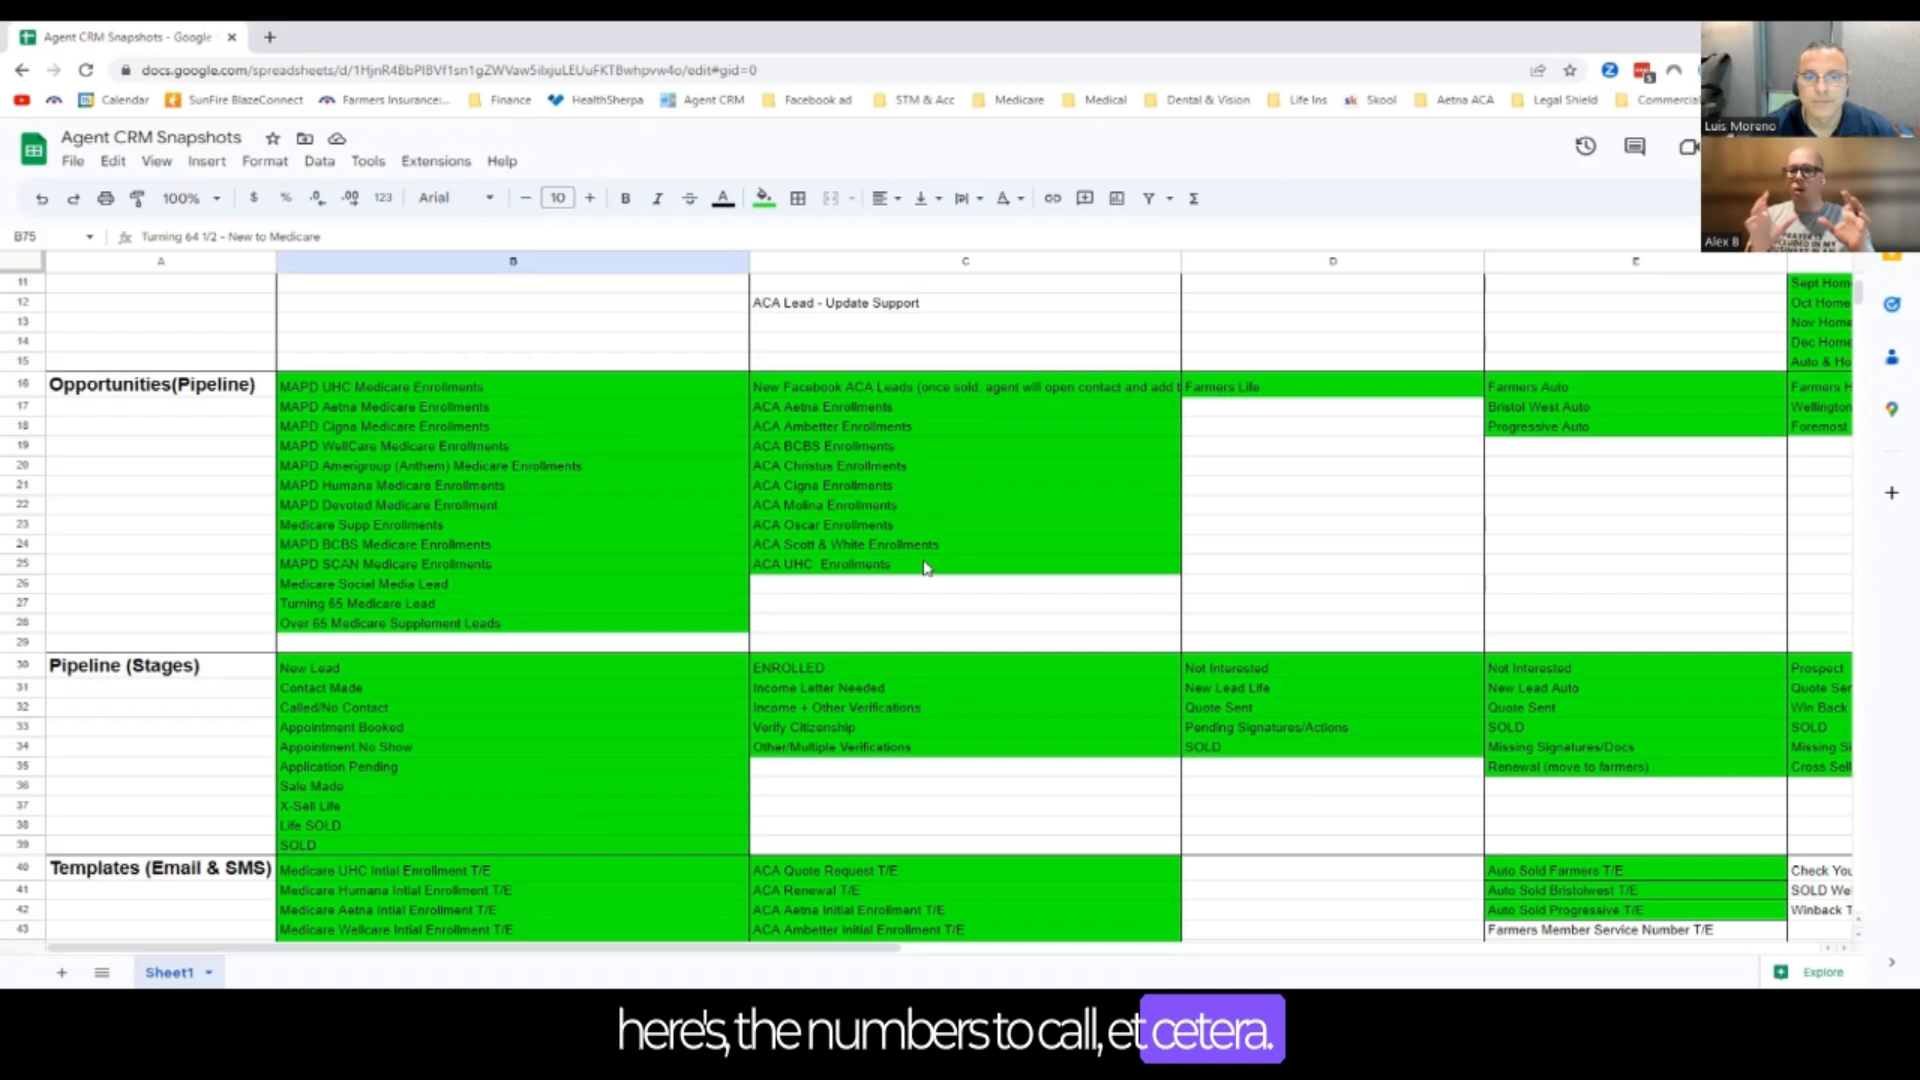 Agent CRM Snapshots - Google
docs.google.com/spreadsheets/d/1HjnR4BbPlBVf1sn1gZWVaw5ilxjuLEUuFKTBwhpvw4o/edit#gid=0
Calendar SunFire BlazeConnect Farmers Insurance:... Finance HealthSherpa Agent CRM Facebook ad STM & Acc Medicare Medical Dental & Vision Life Ins sk Skool Aetna ACA Legal Shield Commercia
Luis Moreno
Alex B
Agent CRM Snapshots
File Edit View Insert Format Data Tools Extensions Help
100% $ % .0 .00 123 Arial 10 B I A
B75 fx Turning 64 1/2 - New to Medicare
A B C D E
11 Sept Hom
12 ACA Lead - Update Support Oct Home
13 Nov Home
14 Dec Home
15 Auto & Ho
16 Opportunities(Pipeline) MAPD UHC Medicare Enrollments New Facebook ACA Leads (once sold, agent will open contact and add t Farmers Life Farmers Auto Farmers H
17 MAPD Aetna Medicare Enrollments ACA Aetna Enrollments Bristol West Auto Wellington
18 MAPD Cigna Medicare Enrollments ACA Ambetter Enrollments Progressive Auto Foremost
19 MAPD WellCare Medicare Enrollments ACA BCBS Enrollments
20 MAPD Amerigroup (Anthem) Medicare Enrollments ACA Christus Enrollments
21 MAPD Humana Medicare Enrollments ACA Cigna Enrollments
22 MAPD Devoted Medicare Enrollment ACA Molina Enrollments
23 Medicare Supp Enrollments ACA Oscar Enrollments
24 MAPD BCBS Medicare Enrollments ACA Scott & White Enrollments
25 MAPD SCAN Medicare Enrollments ACA UHC Enrollments
26 Medicare Social Media Lead
27 Turning 65 Medicare Lead
28 Over 65 Medicare Supplement Leads
29
30 Pipeline (Stages) New Lead ENROLLED Not Interested Not Interested Prospect
31 Contact Made Income Letter Needed New Lead Life New Lead Auto Quote Ser
32 Called/No Contact Income + Other Verifications Quote Sent Quote Sent Win Back
33 Appointment Booked Verify Citizenship Pending Signatures/Actions SOLD SOLD
34 Appointment No Show Other/Multiple Verifications SOLD Missing Signatures/Docs Missing Si
35 Application Pending Renewal (move to farmers) Cross Sell
36 Sale Made
37 X-Sell Life
38 Life SOLD
39 SOLD
40 Templates (Email & SMS) Medicare UHC Intial Enrollment T/E ACA Quote Request T/E Auto Sold Farmers T/E Check You
41 Medicare Humana Intial Enrollment T/E ACA Renewal T/E Auto Sold Bristolwest T/E SOLD We
42 Medicare Aetna Intial Enrollment T/E ACA Aetna Initial Enrollment T/E Auto Sold Progressive T/E Winback T
43 Medicare Wellcare Intial Enrollment T/E ACA Ambetter Initial Enrollment T/E Farmers Member Service Number T/E
Sheet1 Explore
here's, the numbers to call, et cetera.